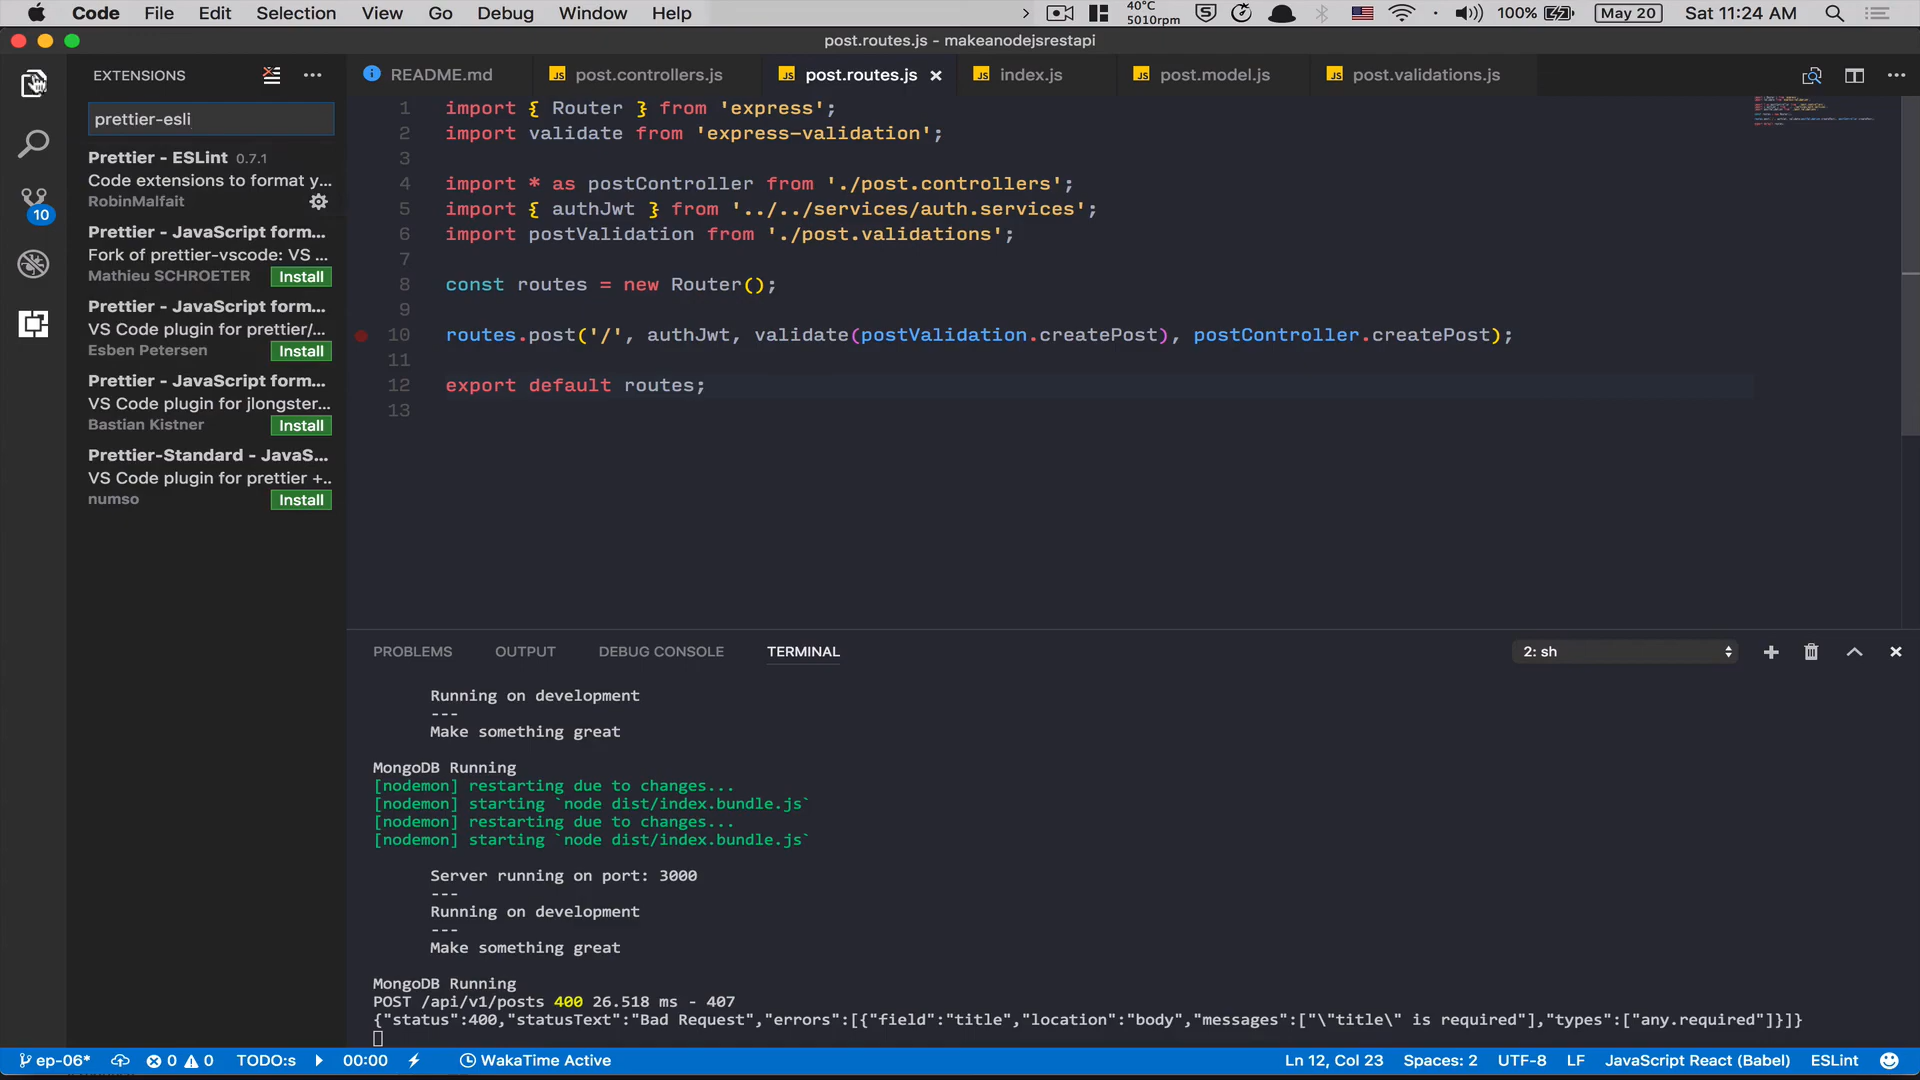 Code File Edit Selection View Go Debug Window Help
40°C
5010rpm
100%
May 20
Sat 11:24 AM
post.routes.js - makeanodejsrestapi
EXTENSIONS
prettier-esli
Prettier - ESLint 0.7.1
Code extensions to format y...
RobinMalfait
Prettier - JavaScript form...
Fork of prettier-vscode: VS ...
Mathieu SCHROETER Install
Prettier - JavaScript form...
VS Code plugin for prettier/...
Esben Petersen Install
Prettier - JavaScript form...
VS Code plugin for jlongster...
Bastian Kistner Install
Prettier-Standard - JavaS...
VS Code plugin for prettier +..
numso Install
10
README.md JS post.controllers.js JS post.routes.js JS index.js JS post.model.js JS post.validations.js
1 import { Router } from 'express';
2 import validate from 'express-validation';
3
4 import * as postController from './post.controllers';
5 import { authJwt } from '../../services/auth.services';
6 import postValidation from './post.validations';
7
8 const routes = new Router();
9
10 routes.post('/', authJwt, validate(postValidation.createPost), postController.createPost);
11
12 export default routes;
13
PROBLEMS OUTPUT DEBUG CONSOLE TERMINAL 2: sh
Running on development
---
Make something great
MongoDB Running
[nodemon] restarting due to changes...
[nodemon] starting `node dist/index.bundle.js`
[nodemon] restarting due to changes...
[nodemon] starting `node dist/index.bundle.js`
Server running on port: 3000
---
Running on development
---
Make something great
MongoDB Running
POST /api/v1/posts 400 26.518 ms - 407
{"status":400,"statusText":"Bad Request","errors":[{"field":"title","location":"body","messages":["\"title\" is required"],"types":["any.required"]}]}
ep-06* 0 0 TODO:s 00:00 WakaTime Active Ln 12, Col 23 Spaces: 2 UTF-8 LF JavaScript React (Babel) ESLint